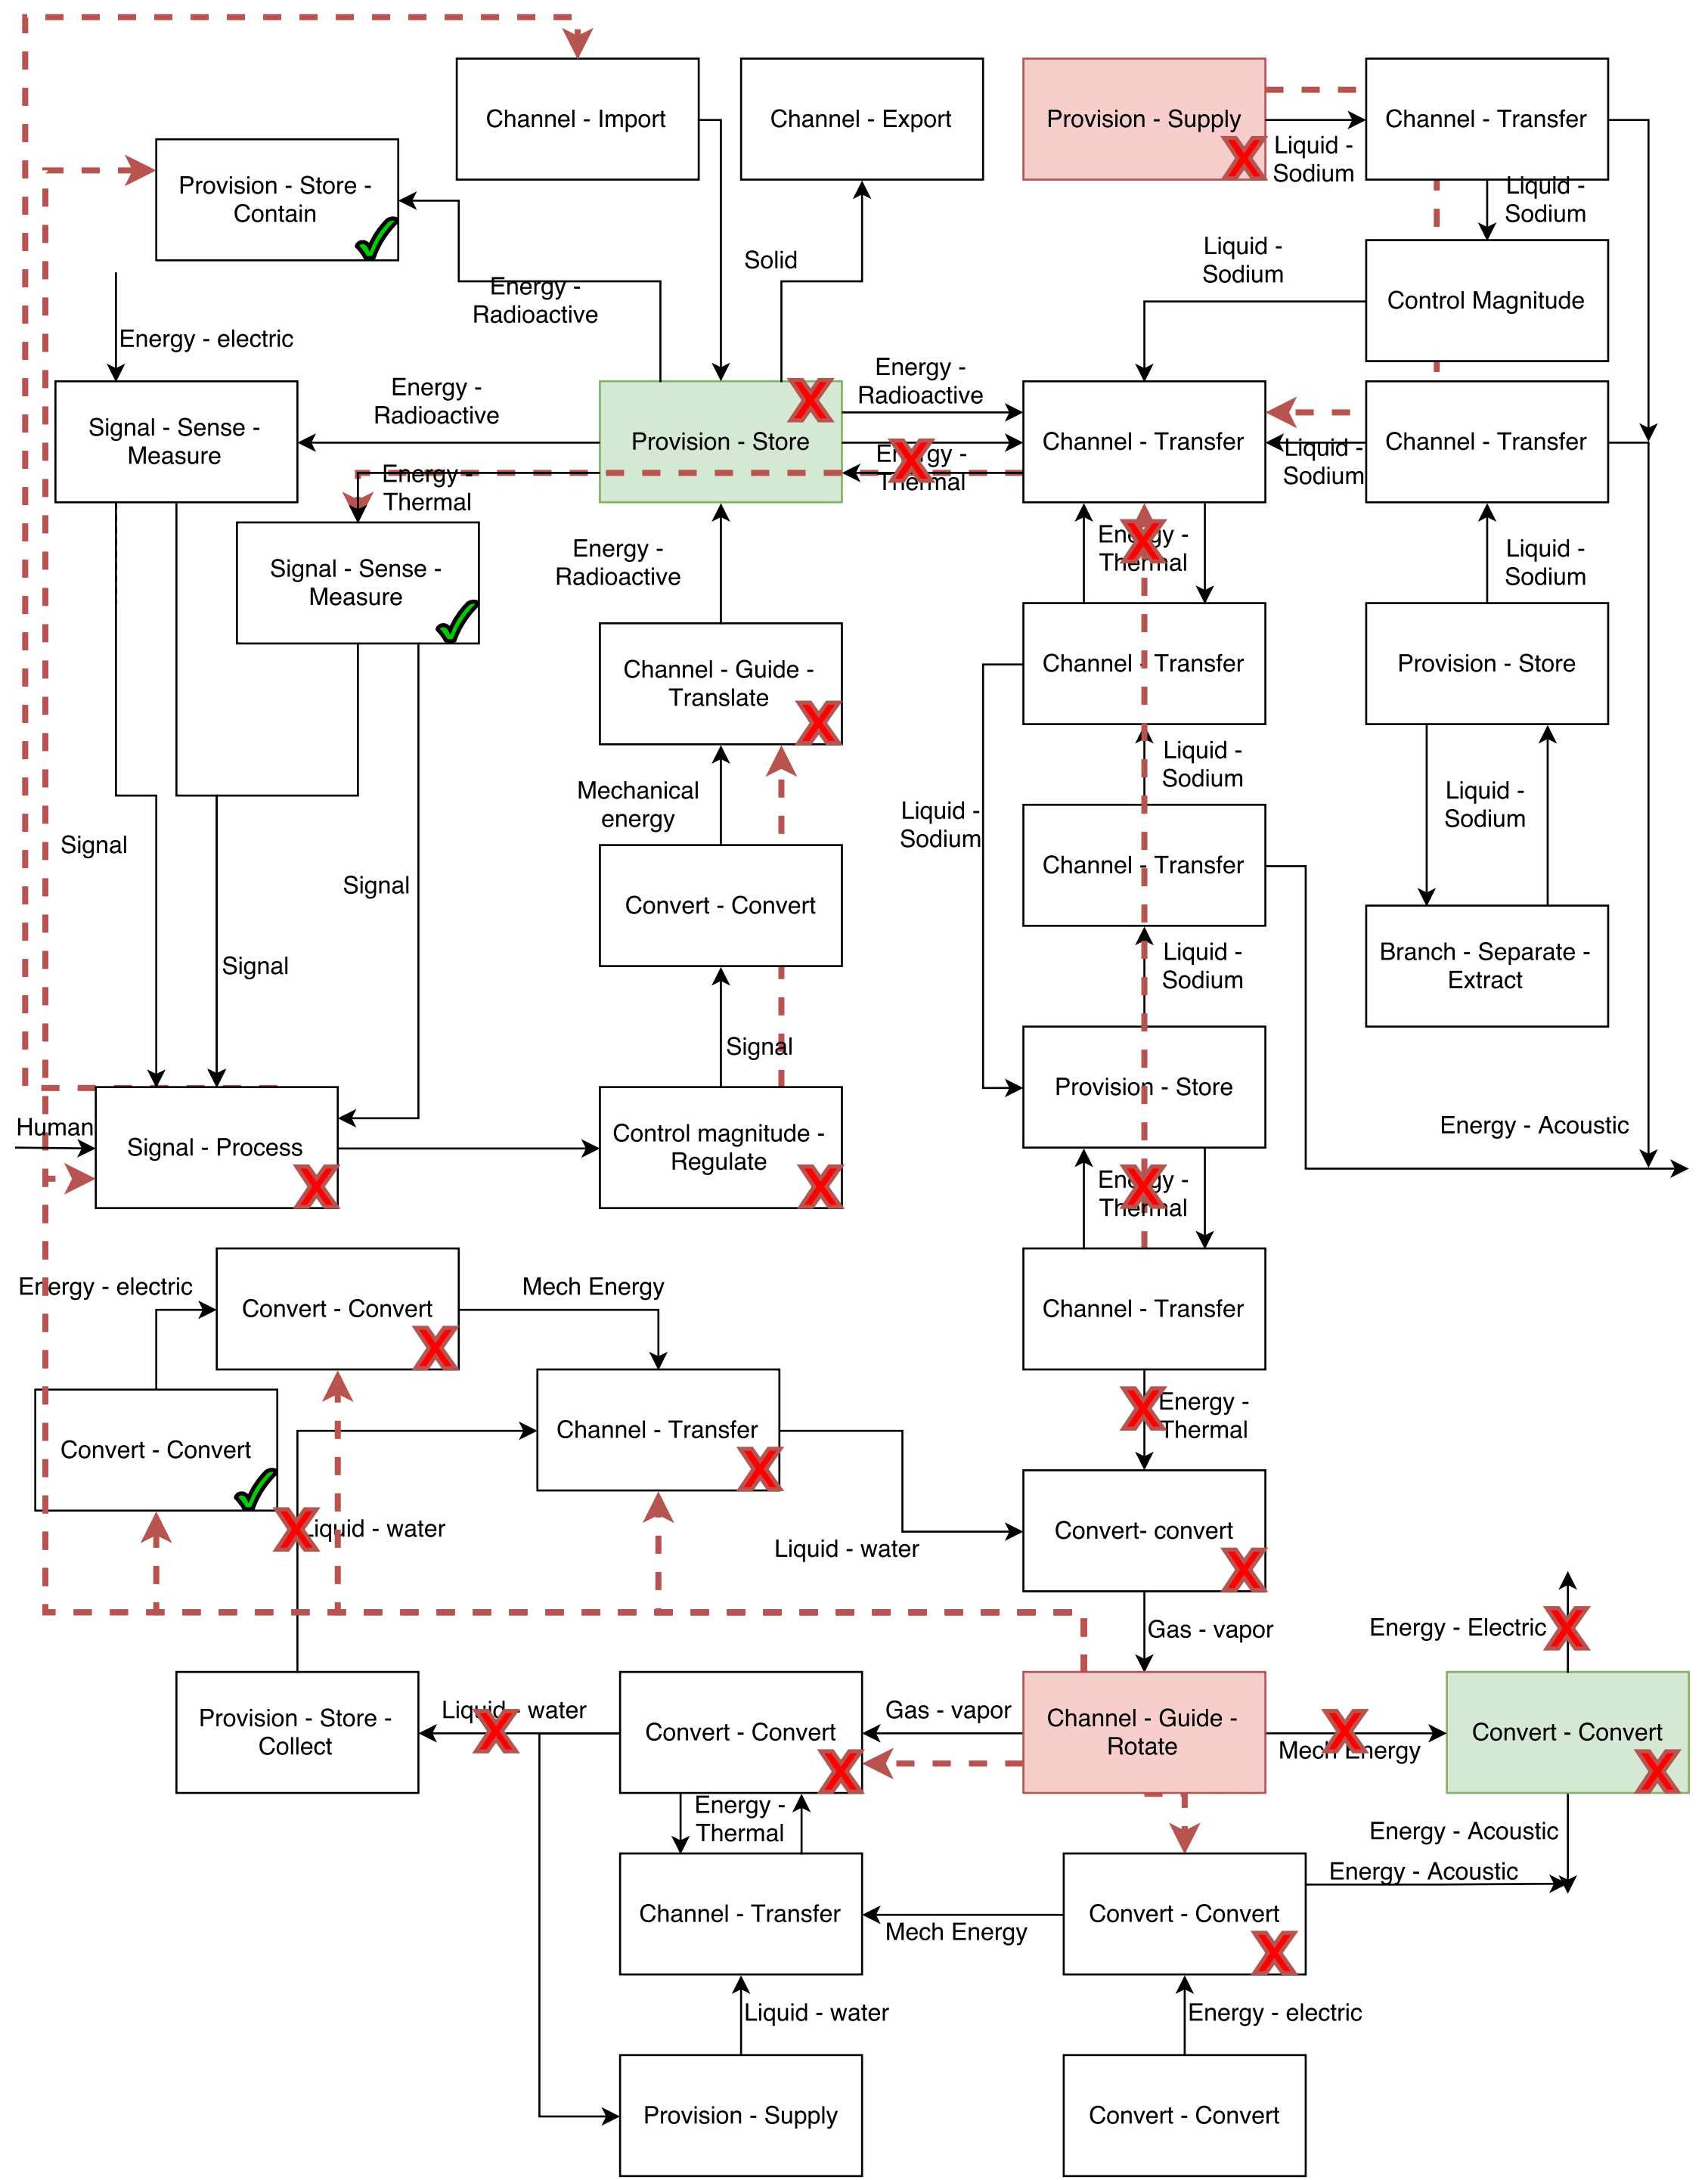 Channel - Import
Channel - Export
Provision - Supply
Liquid -
Sodium
Channel - Transfer
Provision - Store -
Contain
Liquid -
Sodium
Energy -
Radioactive
Solid
Liquid -
Sodium
Control Magnitude
Energy - electric
Signal - Sense -
Measure
Energy -
Radioactive
Provision - Store
Energy -
Radioactive
Energy -
Thermal
Channel - Transfer
Liquid -
Sodium
Channel - Transfer
Energy -
Thermal
Signal - Sense -
Measure
Energy -
Radioactive
Energy -
Thermal
Liquid -
Sodium
Channel - Guide -
Translate
Channel - Transfer
Provision - Store
Mechanical
energy
Liquid -
Sodium
Liquid -
Sodium
Liquid -
Sodium
Signal
Signal
Signal
Convert - Convert
Channel - Transfer
Liquid -
Sodium
Branch - Separate -
Extract
Signal
Human
Signal - Process
Control magnitude -
Regulate
Provision - Store
Energy - Acoustic
Energy -
Thermal
Energy - electric
Convert - Convert
Mech Energy
Channel - Transfer
Convert - Convert
Channel - Transfer
Energy -
Thermal
Liquid - water
Liquid - water
Convert- convert
Gas - vapor
Energy - Electric
Provision - Store -
Collect
Liquid - water
Convert - Convert
Gas - vapor
Channel - Guide -
Rotate
Mech Energy
Convert - Convert
Energy -
Thermal
Energy - Acoustic
Energy - Acoustic
Channel - Transfer
Mech Energy
Convert - Convert
Liquid - water
Energy - electric
Provision - Supply
Convert - Convert